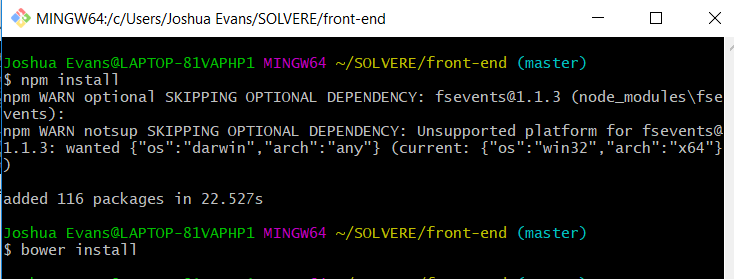 MINGW64:/c/Users/Joshua Evans/SOLVERE/front-end
Joshua Evans@LAPTOP-81VAPHP1 MINGW64 ~/SOLVERE/front-end (master)
$ npm install
npm WARN optional SKIPPING OPTIONAL DEPENDENCY: fsevents@1.1.3 (node_modules\fse
vents):
npm WARN notsup SKIPPING OPTIONAL DEPENDENCY: Unsupported platform for fsevents@
1.1.3: wanted {"os":"darwin","arch":"any"} (current: {"os":"win32","arch":"x64"}
)
added 116 packages in 22.527s
Joshua Evans@LAPTOP-81VAPHP1 MINGW64 ~/SOLVERE/front-end (master)
$ bower install